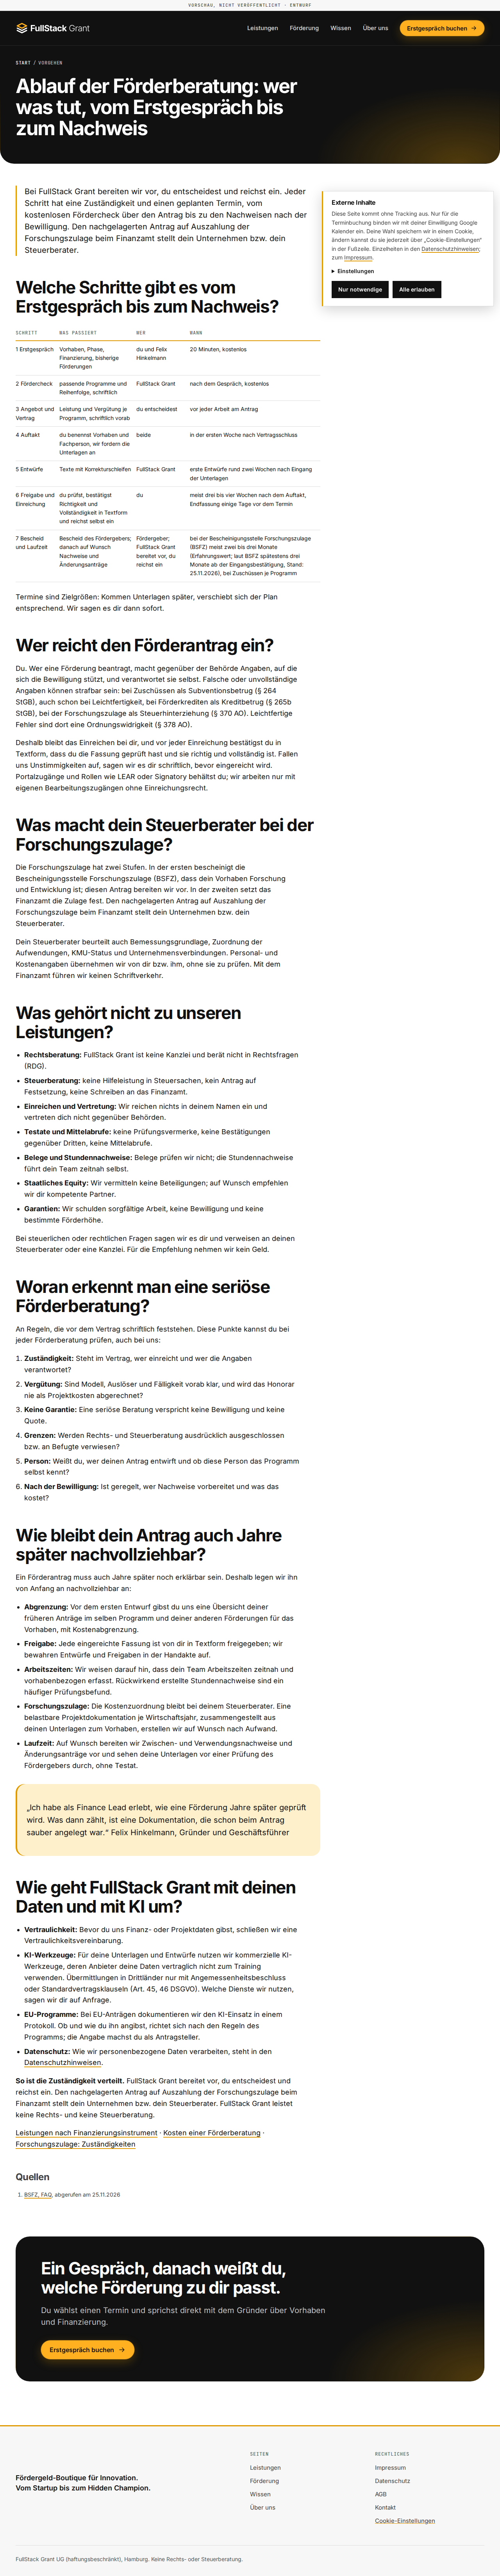 VORSCHAU, NICHT VERÖFFENTLICHT · ENTWURF
FullStack Grant
Leistungen
Förderung
Wissen
Über uns
Erstgespräch buchen →
START / VORGEHEN
Ablauf der Förderberatung: wer
was tut, vom Erstgespräch bis
zum Nachweis
Bei FullStack Grant bereiten wir vor, du entscheidest und reichst ein. Jeder
Schritt hat eine Zuständigkeit und einen geplanten Termin, vom
kostenlosen Fördercheck über den Antrag bis zu den Nachweisen nach der
Bewilligung. Den nachgelagerten Antrag auf Auszahlung der
Forschungszulage beim Finanzamt stellt dein Unternehmen bzw. dein
Steuerberater.
Externe Inhalte
Diese Seite kommt ohne Tracking aus. Nur für die
Terminbuchung binden wir mit deiner Einwilligung Google
Kalender ein. Deine Wahl speichern wir in einem Cookie,
ändern kannst du sie jederzeit über „Cookie-Einstellungen“
in der Fußzeile. Einzelheiten in den Datenschutzhinweisen;
zum Impressum.
▸ Einstellungen
Nur notwendige
Alle erlauben
Welche Schritte gibt es vom
Erstgespräch bis zum Nachweis?
SCHRITT WAS PASSIERT WER WANN
1 Erstgespräch Vorhaben, Phase, du und Felix 20 Minuten, kostenlos
Finanzierung, bisherige Hinkelmann
Förderungen
2 Fördercheck passende Programme und FullStack Grant nach dem Gespräch, kostenlos
Reihenfolge, schriftlich
3 Angebot und Leistung und Vergütung je du entscheidest vor jeder Arbeit am Antrag
Vertrag Programm, schriftlich vorab
4 Auftakt du benennst Vorhaben und beide in der ersten Woche nach Vertragsschluss
Fachperson, wir fordern die
Unterlagen an
5 Entwürfe Texte mit Korrekturschleifen FullStack Grant erste Entwürfe rund zwei Wochen nach Eingang
der Unterlagen
6 Freigabe und du prüfst, bestätigst du meist drei bis vier Wochen nach dem Auftakt,
Einreichung Richtigkeit und Endfassung einige Tage vor dem Termin
Vollständigkeit in Textform
und reichst selbst ein
7 Bescheid Bescheid des Fördergebers; Fördergeber; bei der Bescheinigungsstelle Forschungszulage
und Laufzeit danach auf Wunsch FullStack Grant (BSFZ) meist zwei bis drei Monate
Nachweise und bereitet vor, du (Erfahrungswert; laut BSFZ spätestens drei
Änderungsanträge reichst ein Monate ab der Eingangsbestätigung, Stand:
25.11.2026), bei Zuschüssen je Programm
Termine sind Zielgrößen: Kommen Unterlagen später, verschiebt sich der Plan
entsprechend. Wir sagen es dir dann sofort.
Wer reicht den Förderantrag ein?
Du. Wer eine Förderung beantragt, macht gegenüber der Behörde Angaben, auf die
sich die Bewilligung stützt, und verantwortet sie selbst. Falsche oder unvollständige
Angaben können strafbar sein: bei Zuschüssen als Subventionsbetrug (§ 264
StGB), auch schon bei Leichtfertigkeit, bei Förderkrediten als Kreditbetrug (§ 265b
StGB), bei der Forschungszulage als Steuerhinterziehung (§ 370 AO). Leichtfertige
Fehler sind dort eine Ordnungswidrigkeit (§ 378 AO).
Deshalb bleibt das Einreichen bei dir, und vor jeder Einreichung bestätigst du in
Textform, dass du die Fassung geprüft hast und sie richtig und vollständig ist. Fallen
uns Unstimmigkeiten auf, sagen wir es dir schriftlich, bevor eingereicht wird.
Portalzugänge und Rollen wie LEAR oder Signatory behältst du; wir arbeiten nur mit
eigenen Bearbeitungszugängen ohne Einreichungsrecht.
Was macht dein Steuerberater bei der
Forschungszulage?
Die Forschungszulage hat zwei Stufen. In der ersten bescheinigt die
Bescheinigungsstelle Forschungszulage (BSFZ), dass dein Vorhaben Forschung
und Entwicklung ist; diesen Antrag bereiten wir vor. In der zweiten setzt das
Finanzamt die Zulage fest. Den nachgelagerten Antrag auf Auszahlung der
Forschungszulage beim Finanzamt stellt dein Unternehmen bzw. dein
Steuerberater.
Dein Steuerberater beurteilt auch Bemessungsgrundlage, Zuordnung der
Aufwendungen, KMU-Status und Unternehmensverbindungen. Personal- und
Kostenangaben übernehmen wir von dir bzw. ihm, ohne sie zu prüfen. Mit dem
Finanzamt führen wir keinen Schriftverkehr.
Was gehört nicht zu unseren
Leistungen?
• Rechtsberatung: FullStack Grant ist keine Kanzlei und berät nicht in Rechtsfragen
(RDG).
• Steuerberatung: keine Hilfeleistung in Steuersachen, kein Antrag auf
Festsetzung, keine Schreiben an das Finanzamt.
• Einreichen und Vertretung: Wir reichen nichts in deinem Namen ein und
vertreten dich nicht gegenüber Behörden.
• Testate und Mittelabrufe: keine Prüfungsvermerke, keine Bestätigungen
gegenüber Dritten, keine Mittelabrufe.
• Belege und Stundennachweise: Belege prüfen wir nicht; die Stundennachweise
führt dein Team zeitnah selbst.
• Staatliches Equity: Wir vermitteln keine Beteiligungen; auf Wunsch empfehlen
wir dir kompetente Partner.
• Garantien: Wir schulden sorgfältige Arbeit, keine Bewilligung und keine
bestimmte Förderhöhe.
Bei steuerlichen oder rechtlichen Fragen sagen wir es dir und verweisen an deinen
Steuerberater oder eine Kanzlei. Für die Empfehlung nehmen wir kein Geld.
Woran erkennt man eine seriöse
Förderberatung?
An Regeln, die vor dem Vertrag schriftlich feststehen. Diese Punkte kannst du bei
jeder Förderberatung prüfen, auch bei uns:
1. Zuständigkeit: Steht im Vertrag, wer einreicht und wer die Angaben
verantwortet?
2. Vergütung: Sind Modell, Auslöser und Fälligkeit vorab klar, und wird das Honorar
nie als Projektkosten abgerechnet?
3. Keine Garantie: Eine seriöse Beratung verspricht keine Bewilligung und keine
Quote.
4. Grenzen: Werden Rechts- und Steuerberatung ausdrücklich ausgeschlossen
bzw. an Befugte verwiesen?
5. Person: Weißt du, wer deinen Antrag entwirft und ob diese Person das Programm
selbst kennt?
6. Nach der Bewilligung: Ist geregelt, wer Nachweise vorbereitet und was das
kostet?
Wie bleibt dein Antrag auch Jahre
später nachvollziehbar?
Ein Förderantrag muss auch Jahre später noch erklärbar sein. Deshalb legen wir ihn
von Anfang an nachvollziehbar an:
• Abgrenzung: Vor dem ersten Entwurf gibst du uns eine Übersicht deiner
früheren Anträge im selben Programm und deiner anderen Förderungen für das
Vorhaben, mit Kostenabgrenzung.
• Freigabe: Jede eingereichte Fassung ist von dir in Textform freigegeben; wir
bewahren Entwürfe und Freigaben in der Handakte auf.
• Arbeitszeiten: Wir weisen darauf hin, dass dein Team Arbeitszeiten zeitnah und
vorhabenbezogen erfasst. Rückwirkend erstellte Stundennachweise sind ein
häufiger Prüfungsbefund.
• Forschungszulage: Die Kostenzuordnung bleibt bei deinem Steuerberater. Eine
belastbare Projektdokumentation je Wirtschaftsjahr, zusammengestellt aus
deinen Unterlagen zum Vorhaben, erstellen wir auf Wunsch nach Aufwand.
• Laufzeit: Auf Wunsch bereiten wir Zwischen- und Verwendungsnachweise und
Änderungsanträge vor und sehen deine Unterlagen vor einer Prüfung des
Fördergebers durch, ohne Testat.
„Ich habe als Finance Lead erlebt, wie eine Förderung Jahre später geprüft
wird. Was dann zählt, ist eine Dokumentation, die schon beim Antrag
sauber angelegt war.“ Felix Hinkelmann, Gründer und Geschäftsführer
Wie geht FullStack Grant mit deinen
Daten und mit KI um?
• Vertraulichkeit: Bevor du uns Finanz- oder Projektdaten gibst, schließen wir eine
Vertraulichkeitsvereinbarung.
• KI-Werkzeuge: Für deine Unterlagen und Entwürfe nutzen wir kommerzielle KI-
Werkzeuge, deren Anbieter deine Daten vertraglich nicht zum Training
verwenden. Übermittlungen in Drittländer nur mit Angemessenheitsbeschluss
oder Standardvertragsklauseln (Art. 45, 46 DSGVO). Welche Dienste wir nutzen,
sagen wir dir auf Anfrage.
• EU-Programme: Bei EU-Anträgen dokumentieren wir den KI-Einsatz in einem
Protokoll. Ob und wie du ihn angibst, richtet sich nach den Regeln des
Programms; die Angabe machst du als Antragsteller.
• Datenschutz: Wie wir personenbezogene Daten verarbeiten, steht in den
Datenschutzhinweisen.
So ist die Zuständigkeit verteilt. FullStack Grant bereitet vor, du entscheidest und
reichst ein. Den nachgelagerten Antrag auf Auszahlung der Forschungszulage beim
Finanzamt stellt dein Unternehmen bzw. dein Steuerberater. FullStack Grant leistet
keine Rechts- und keine Steuerberatung.
Leistungen nach Finanzierungsinstrument · Kosten einer Förderberatung ·
Forschungszulage: Zuständigkeiten
Quellen
1. BSFZ, FAQ, abgerufen am 25.11.2026
Ein Gespräch, danach weißt du,
welche Förderung zu dir passt.
Du wählst einen Termin und sprichst direkt mit dem Gründer über Vorhaben
und Finanzierung.
Erstgespräch buchen →
Fördergeld-Boutique für Innovation.
Vom Startup bis zum Hidden Champion.
SEITEN
Leistungen
Förderung
Wissen
Über uns
RECHTLICHES
Impressum
Datenschutz
AGB
Kontakt
Cookie-Einstellungen
FullStack Grant UG (haftungsbeschränkt), Hamburg. Keine Rechts- oder Steuerberatung.